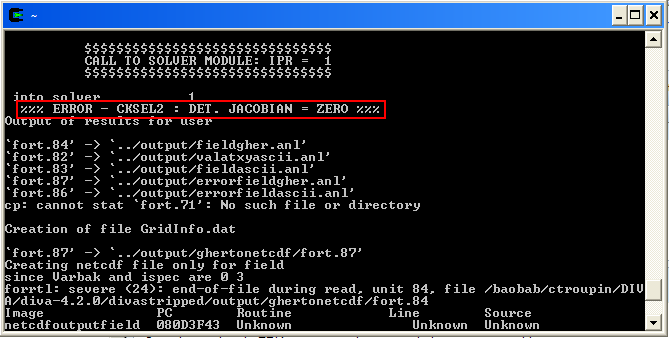 ~
$$$$$$$$$$$$$$$$$$$$$$$$$$$$$$$
CALL TO SOLVER MODULE: IPR =  1
$$$$$$$$$$$$$$$$$$$$$$$$$$$$$$$
into solver           1
%%% ERROR - CKSEL2 : DET. JACOBIAN = ZERO %%%
Output of results for user
`fort.84' -> `../output/fieldgher.anl'
`fort.82' -> `../output/valatxyascii.anl'
`fort.83' -> `../output/fieldascii.anl'
`fort.87' -> `../output/errorfieldgher.anl'
`fort.86' -> `../output/errorfieldascii.anl'
cp: cannot stat `fort.71': No such file or directory
Creation of file GridInfo.dat
`fort.87' -> `../output/ghertonetcdf/fort.87'
Creating netcdf file only for field
since Varbak and ispec are 0 3
forrtl: severe (24): end-of-file during read, unit 84, file /baobab/ctroupin/DIV
A/diva-4.2.0/divastripped/output/ghertonetcdf/fort.84
Image              PC        Routine            Line        Source
netcdfoutputfield  080D3F43  Unknown               Unknown  Unknown